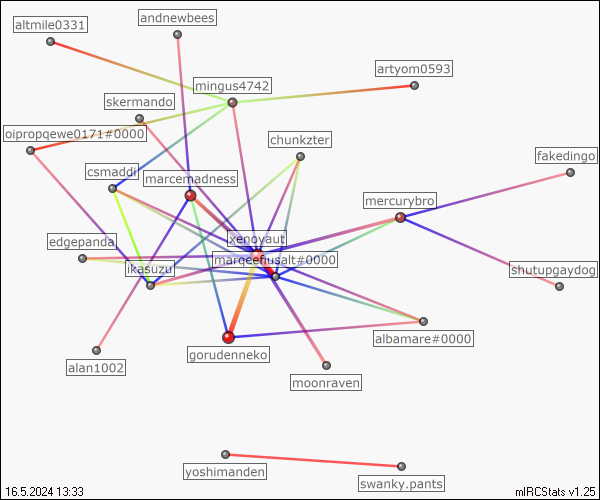 andnewbees
altmile0331
artyom0593
mingus4742
skermando
oipropqewe0171#0000
chunkzter
fakedingo
csmaddi
marcemadness
mercurybro
xenoyaut
edgepanda
marqeehusalt#0000
ikasuzu
shutupgaydog
albamare#0000
gorudenneko
alan1002
moonraven
yoshimanden
swanky.pants
16.5.2024 13:33
mIRCStats v1.25